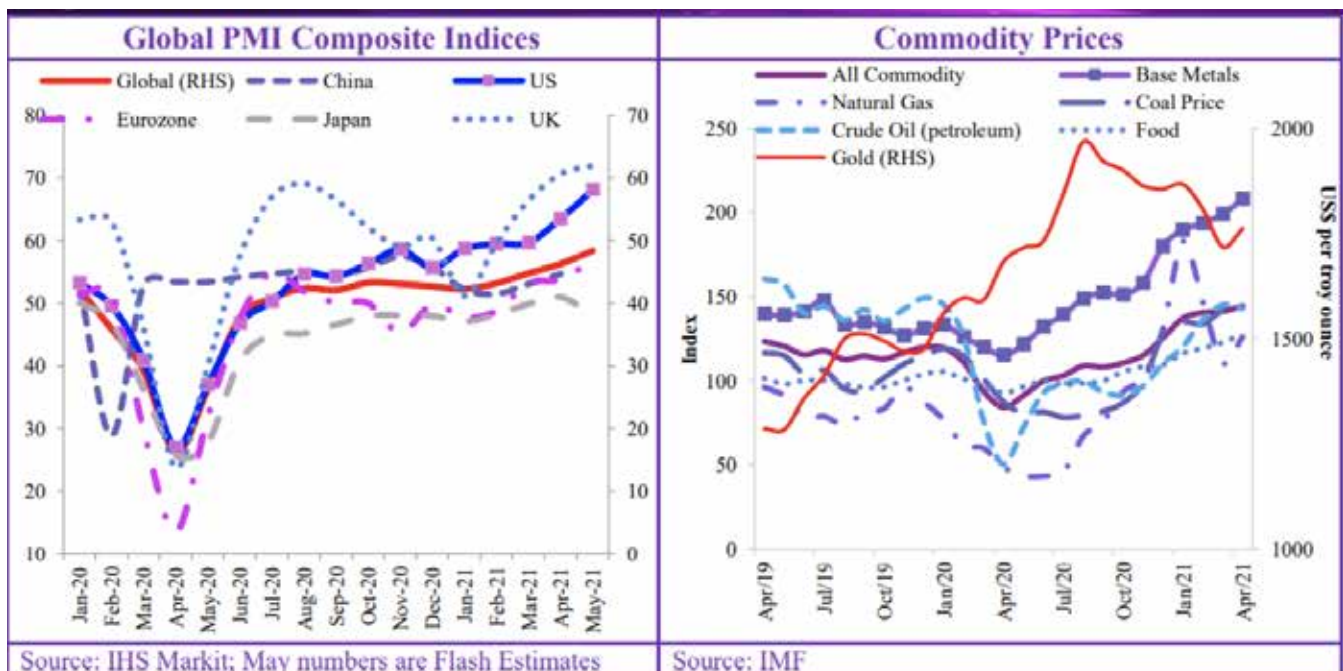 Global PMI Composite Indices
Global (RHS) China US
Eurozone Japan UK
80 70
70 60
60 50
50 40
40 30
30 20
20 10
10 0
Jan-20 Feb-20 Mar-20 Apr-20 May-20 Jun-20 Jul-20 Aug-20 Sep-20 Oct-20 Nov-20 Dec-20 Jan-21 Feb-21 Mar-21 Apr-21 May-21
Source: IHS Markit; May numbers are Flash Estimates
Commodity Prices
All Commodity Base Metals
Natural Gas Coal Price
Crude Oil (petroleum) Food
Gold (RHS)
Index
250 2000
200
150 1500
100
50
0 1000
US$ per troy ounce
Apr/19 Jul/19 Oct/19 Jan/20 Apr/20 Jul/20 Oct/20 Jan/21 Apr/21
Source: IMF